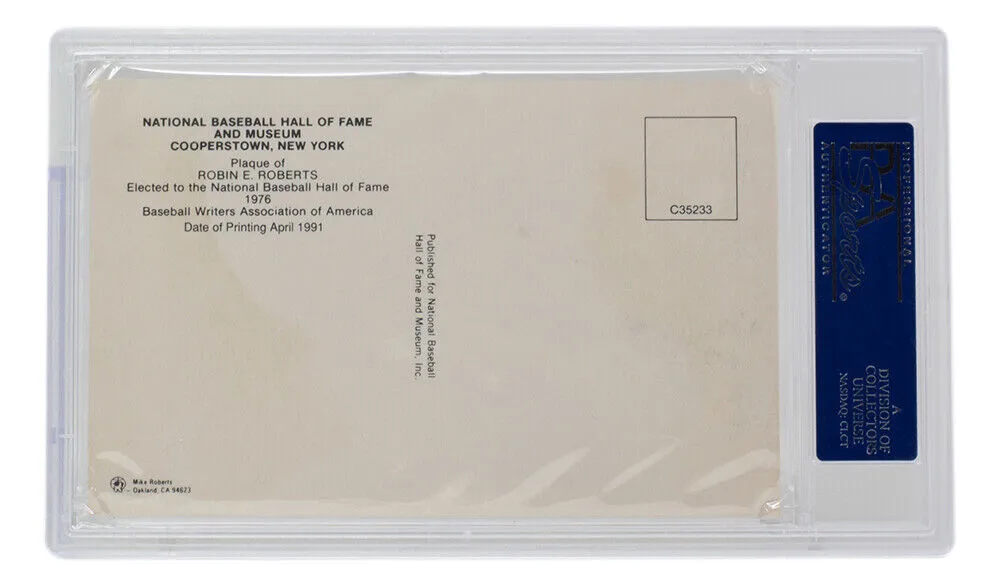 NATIONAL BASEBALL HALL OF FAME
AND MUSEUM
COOPERSTOWN, NEW YORK
Plaque of
ROBIN E. ROBERTS
Elected to the National Baseball Hall of Fame
1976
Baseball Writers Association of America
Date of Printing April 1991
C35233
Published for National Baseball
Hall of Fame and Museum, Inc.
Mike Roberts
Oakland, CA 94623
PROFESSIONAL
PSA
Sports
®
AUTHENTICATOR
A
DIVISION OF
COLLECTORS
UNIVERSE
NASDAQ: CLCT